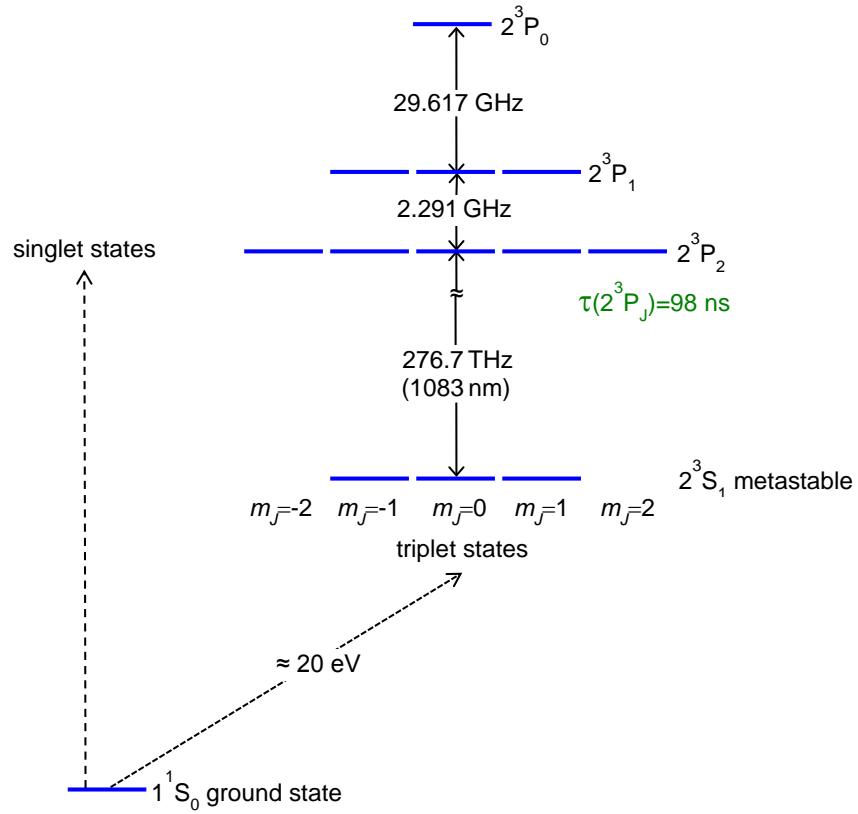 2³P₀
29.617 GHz
2³P₁
2.291 GHz
singlet states
2³P₂
≈
τ(2³P_J)=98 ns
276.7 THz
(1083 nm)
2³S₁ metastable
m_J=-2 m_J=-1 m_J=0 m_J=1 m_J=2
triplet states
≈ 20 eV
1¹S₀ ground state